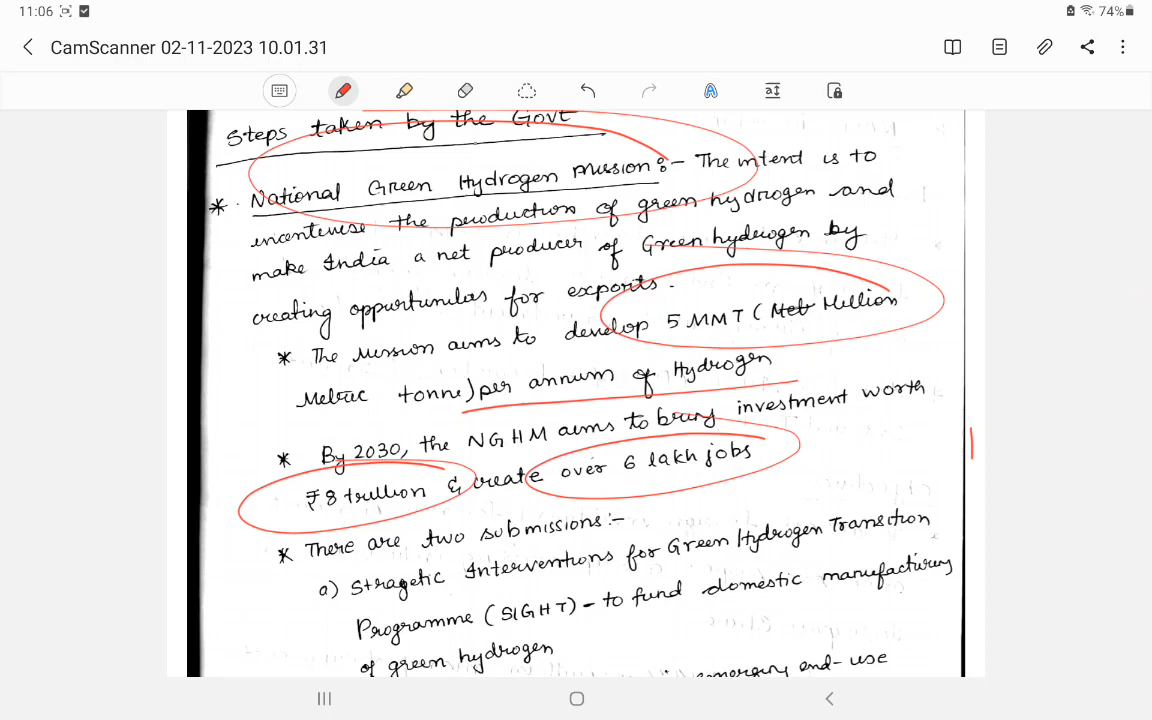 11:06
74%
CamScanner 02-11-2023 10.01.31
Steps taken by the Govt
* National Green Hydrogen Mission :- The intent is to
incentivise the production of green hydrogen and
make India a net producer of Green hydrogen by
creating opportunities for exports.
* The Mission aims to develop 5 MMT (Met Million
Metric tonne) per annum of Hydrogen
* By 2030, the NGHM aims to bring investment worth
₹8 trillion & create over 6 lakh jobs
* There are two submissions :-
a) Stragetic Interventions for Green Hydrogen Transition
Programme (SIGHT) - to fund domestic manufacturing
of green hydrogen
emerging end-use